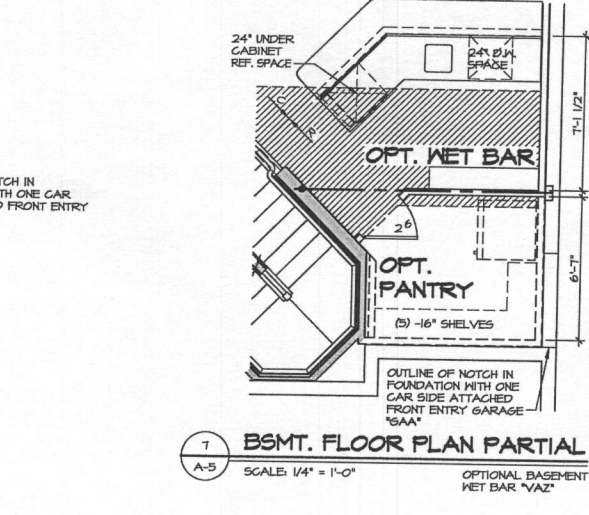 24" UNDER
CABINET
REF. SPACE
24" D.W.
SPACE
C
R
7'-1 1/2"
OPT. WET BAR
TCH IN
TH ONE CAR
D FRONT ENTRY
2⁶
OPT.
PANTRY
6'-7"
(5) -16" SHELVES
OUTLINE OF NOTCH IN
FOUNDATION WITH ONE
CAR SIDE ATTACHED
FRONT ENTRY GARAGE
"GAA"
7
A-5
BSMT. FLOOR PLAN PARTIAL
SCALE: 1/4" = 1'-0"
OPTIONAL BASEMENT
WET BAR "VAZ"